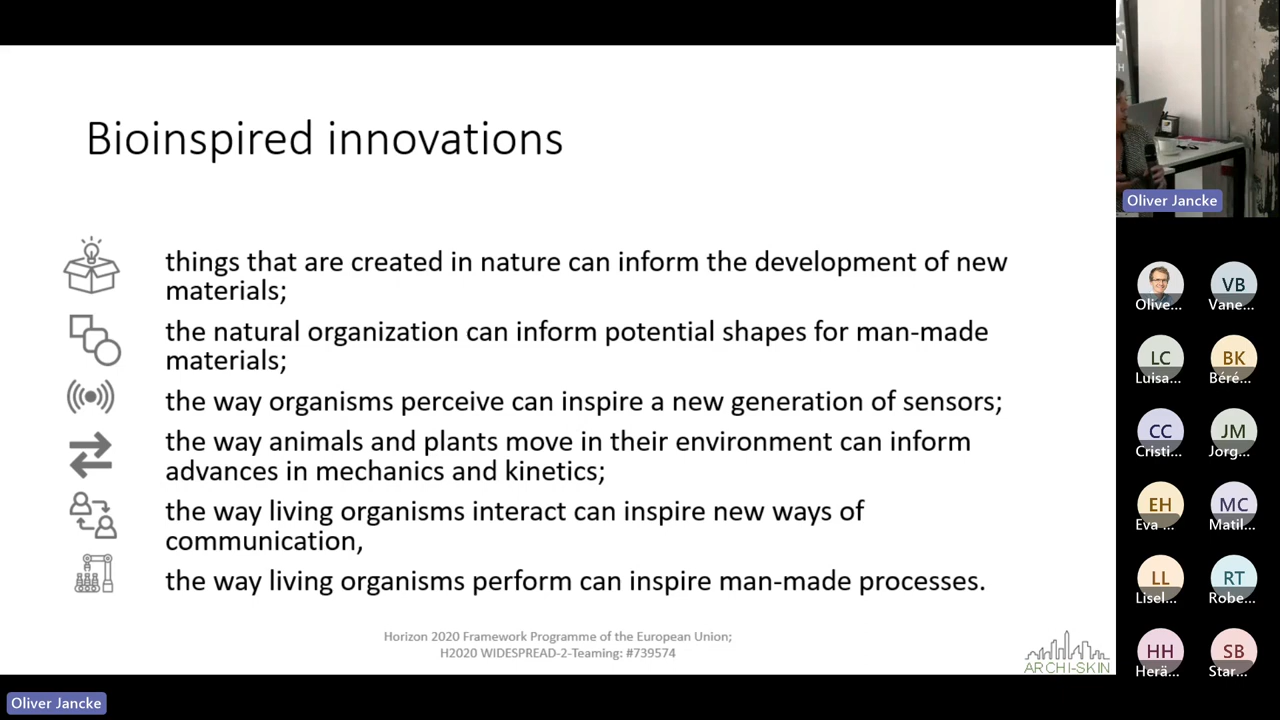 Bioinspired innovations
things that are created in nature can inform the development of new
materials;
the natural organization can inform potential shapes for man-made
materials;
the way organisms perceive can inspire a new generation of sensors;
the way animals and plants move in their environment can inform
advances in mechanics and kinetics;
the way living organisms interact can inspire new ways of
communication,
the way living organisms perform can inspire man-made processes.
Horizon 2020 Framework Programme of the European Union;
H2020 WIDESPREAD-2-Teaming: #739574
ARCHI-SKIN
Oliver Jancke
Oliver Jancke
Olive...
VB
Vane...
LC
Luisa...
BK
Béré...
CC
Cristi...
JM
Jorg...
EH
Eva ...
MC
Matil...
LL
Lisel...
RT
Robe...
HH
Herä...
SB
Star...